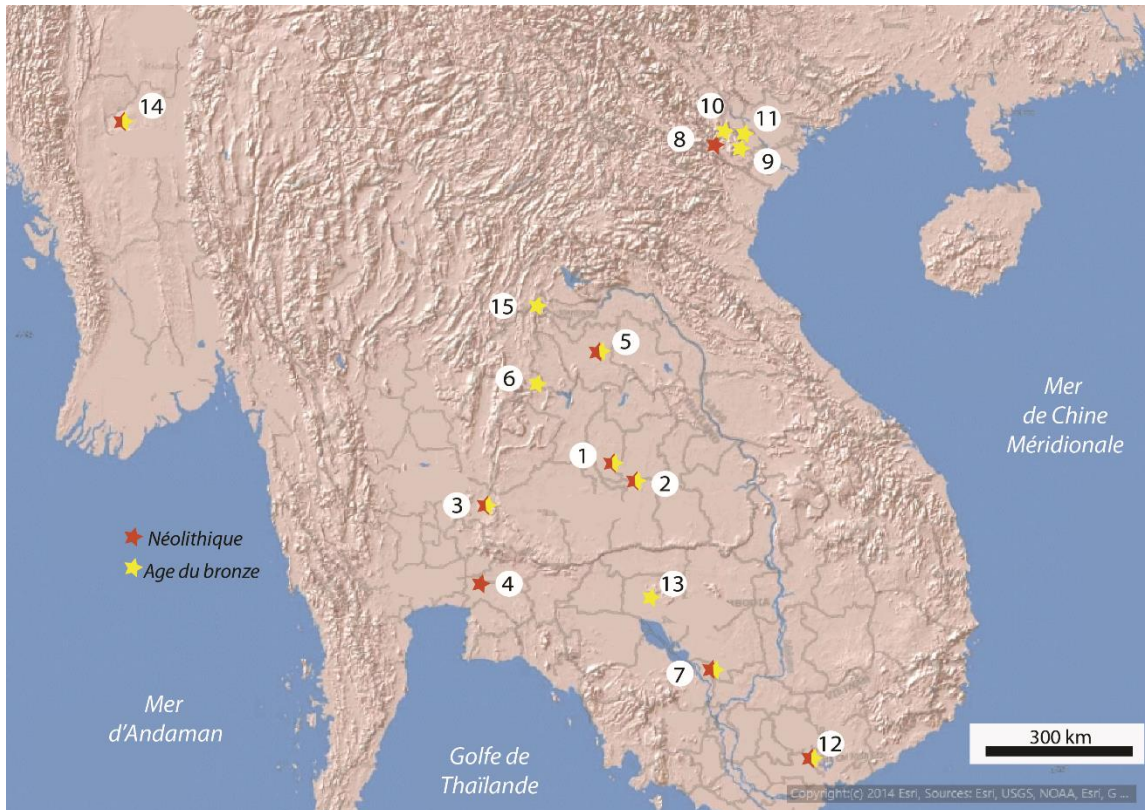 14
10
11
8
9
15
5
6
Mer
de Chine
Méridionale
1
2
3
Néolithique
Age du bronze
4
13
7
Mer
d'Andaman
Golfe de
Thaïlande
12
300 km
Copyright:(c) 2014 Esri, Sources: Esri, USGS, NOAA, Esri, G ...